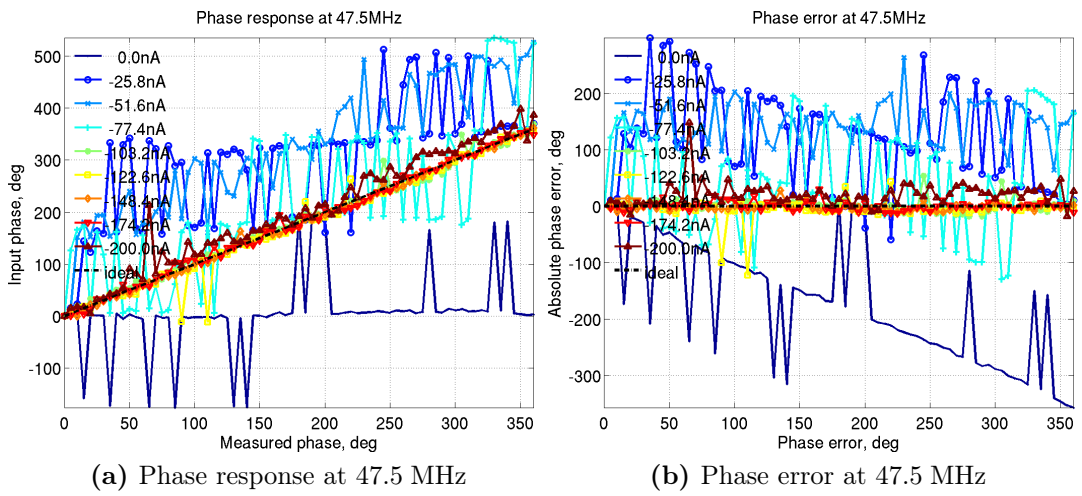 Phase response at 47.5MHz
500
400
300
200
100
0
-100
0 50 100 150 200 250 300 350
Input phase, deg
Measured phase, deg
0.0nA
-25.8nA
-51.6nA
-77.4nA
-103.2nA
-122.6nA
-148.4nA
-174.2nA
-200.0nA
ideal
(a) Phase response at 47.5 MHz
Phase error at 47.5MHz
200
100
0
-100
-200
-300
0 50 100 150 200 250 300 350
Absolute phase error, deg
Phase error, deg
0.0nA
-25.8nA
-51.6nA
-77.4nA
-103.2nA
-122.6nA
-148.4nA
-174.2nA
-200.0nA
ideal
(b) Phase error at 47.5 MHz